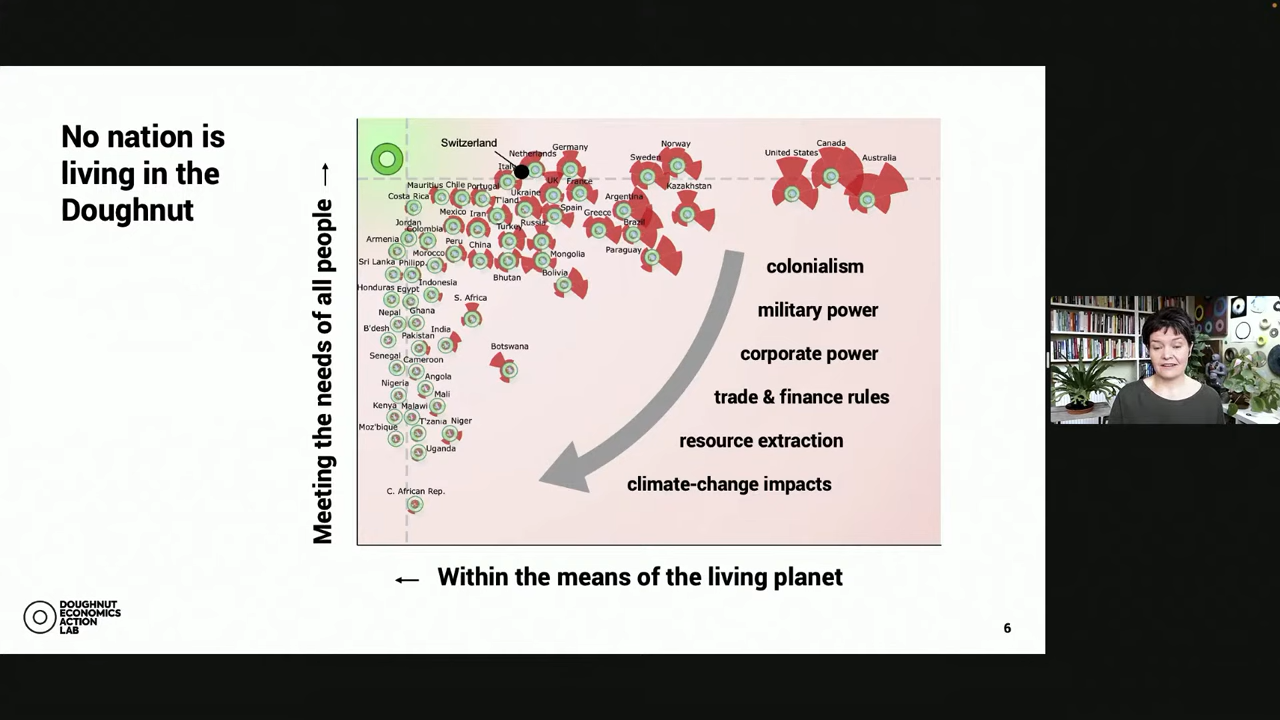 No nation is
living in the
Doughnut
Meeting the needs of all people →
Switzerland
Netherlands
Germany
Italy
UK
France
Sweden
Norway
Kazakhstan
United States
Canada
Australia
Mauritius
Chile
Portugal
Ukraine
Costa Rica
T'land
Spain
Argentina
Mexico
Iran
Russia
Greece
Brazil
Jordan
Colombia
Turkey
Armenia
Peru
China
Morocco
Mongolia
Paraguay
Sri Lanka
Philipp.
Bhutan
Bolivia
Indonesia
Honduras
Egypt
S. Africa
Nepal
Ghana
B'desh
India
Pakistan
Botswana
Senegal
Cameroon
Angola
Nigeria
Mali
Kenya
Malawi
Moz'bique
T'zania
Niger
Uganda
C. African Rep.
colonialism
military power
corporate power
trade & finance rules
resource extraction
climate-change impacts
← Within the means of the living planet
DOUGHNUT
ECONOMICS
ACTION
LAB
6